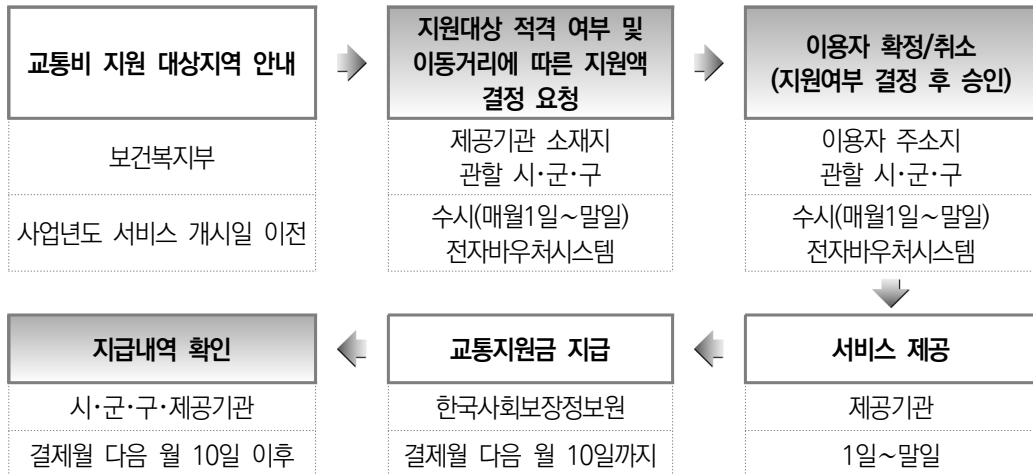 교통비 지원 대상지역 안내
보건복지부
사업년도 서비스 개시일 이전
지원대상 적격 여부 및
이동거리에 따른 지원액
결정 요청
제공기관 소재지
관할 시·군·구
수시(매월1일~말일)
전자바우처시스템
이용자 확정/취소
(지원여부 결정 후 승인)
이용자 주소지
관할 시·군·구
수시(매월1일~말일)
전자바우처시스템
서비스 제공
제공기관
1일~말일
교통지원금 지급
한국사회보장정보원
결제월 다음 월 10일까지
지급내역 확인
시·군·구·제공기관
결제월 다음 월 10일 이후